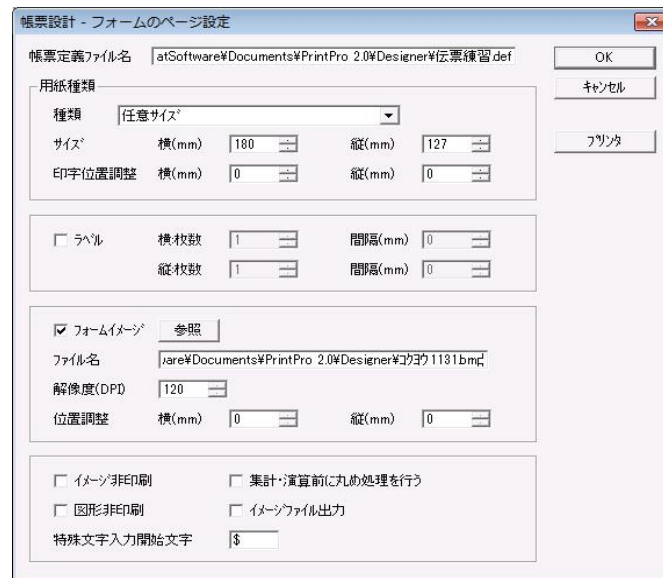 帳票設計 - フォームのページ設定
帳票定義ファイル名 atSoftware¥Documents¥PrintPro 2.0¥Designer¥伝票練習.def OK
用紙種類 キャンセル
種類 任意サイズ
サイズ 横(mm) 180 縦(mm) 127 プリンタ
印字位置調整 横(mm) 0 縦(mm) 0
ラベル 横:枚数 1 間隔(mm) 0
縦:枚数 1 間隔(mm) 0
フォームイメージ 参照
ファイル名 ware¥Documents¥PrintPro 2.0¥Designer¥コクヨウ1131.bmp
解像度(DPI) 120
位置調整 横(mm) 0 縦(mm) 0
イメージ非印刷 集計・演算前に丸め処理を行う
図形非印刷 イメージファイル出力
特殊文字入力開始文字 $